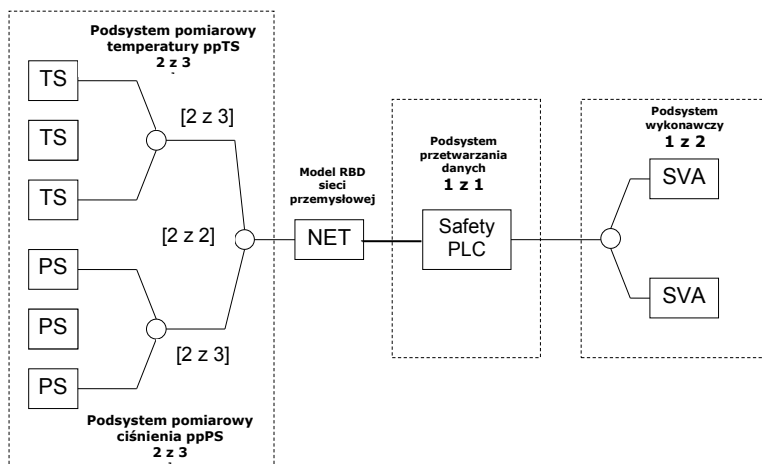 Podsystem pomiarowy
temperatury ppTS
2 z 3
TS
TS
TS
[2 z 3]
[2 z 2]
PS
PS
PS
[2 z 3]
Podsystem pomiarowy
ciśnienia ppPS
2 z 3
Model RBD
sieci
przemysłowej
NET
Podsystem
przetwarzania
danych
1 z 1
Safety
PLC
Podsystem
wykonawczy
1 z 2
SVA
SVA